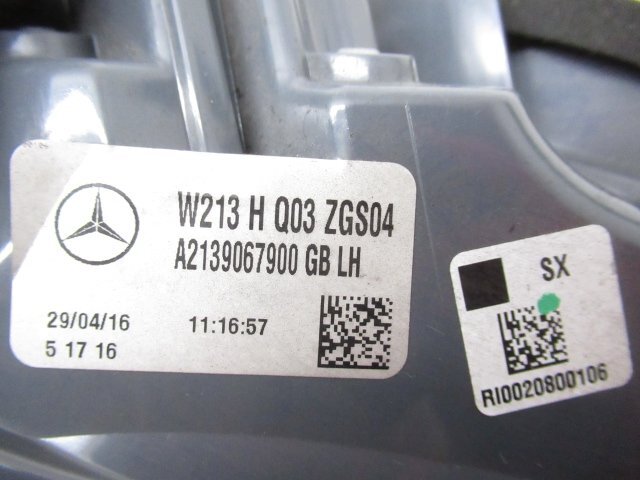 W213 H Q03 ZGS04
A2139067900 GB LH
29/04/16 11:16:57
5 17 16
SX
RI0020800106